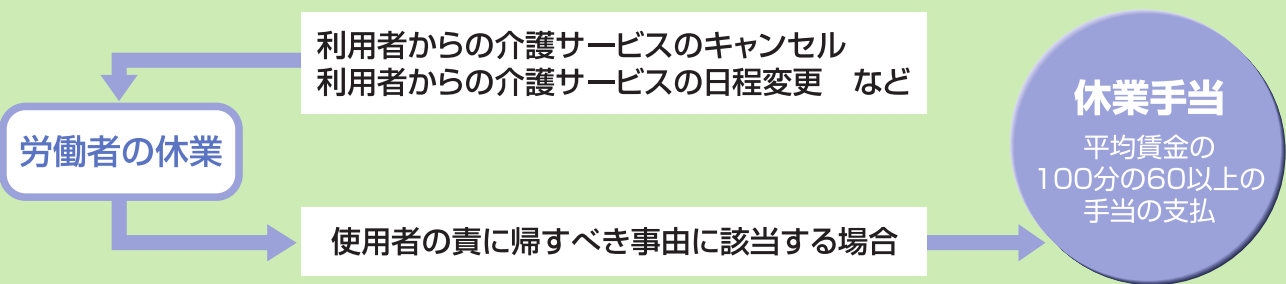 利用者からの介護サービスのキャンセル
利用者からの介護サービスの日程変更　など
労働者の休業
使用者の責に帰すべき事由に該当する場合
休業手当
平均賃金の
100分の60以上の
手当の支払